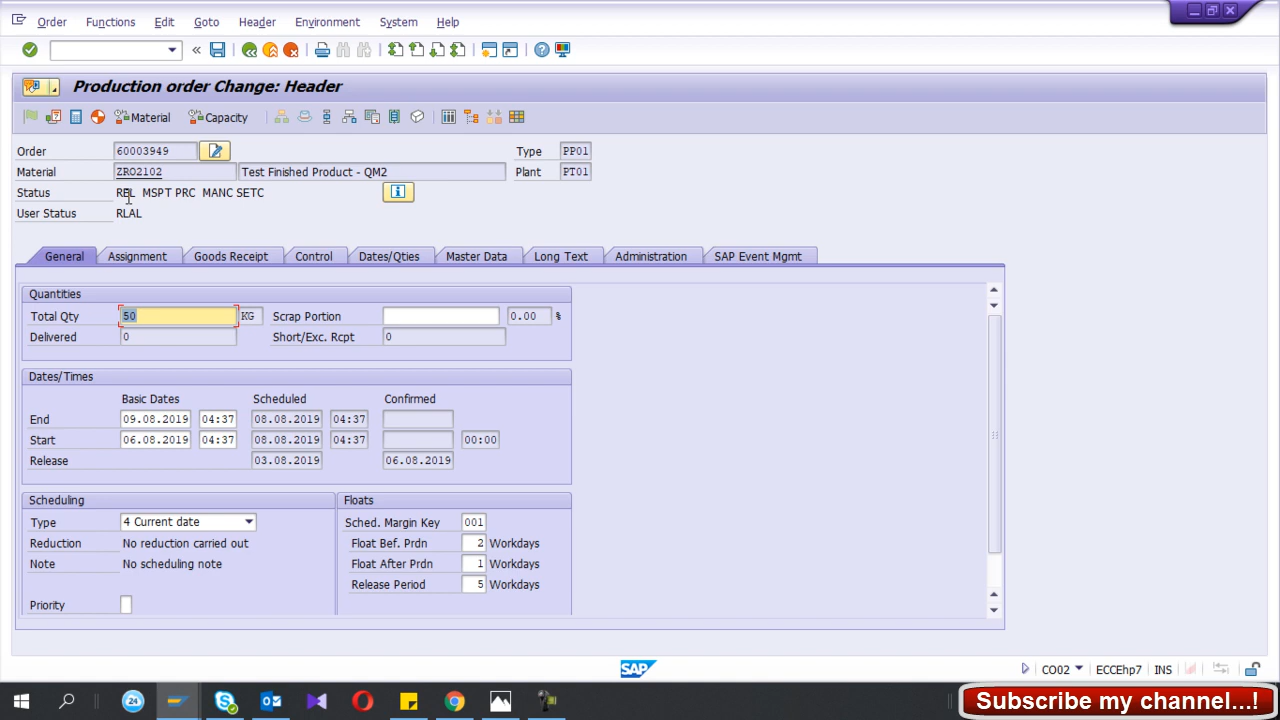 Order Functions Edit Goto Header Environment System Help
Production order Change: Header
Material Capacity
Order 60003949 Type PP01
Material ZRO2102 Test Finished Product - QM2 Plant PT01
Status REL MSPT PRC MANC SETC
User Status RLAL
General Assignment Goods Receipt Control Dates/Qties Master Data Long Text Administration SAP Event Mgmt
Quantities
Total Qty 50 KG Scrap Portion 0.00 %
Delivered 0 Short/Exc. Rcpt 0
Dates/Times
Basic Dates Scheduled Confirmed
End 09.08.2019 04:37 08.08.2019 04:37
Start 06.08.2019 04:37 08.08.2019 04:37 00:00
Release 03.08.2019 06.08.2019
Scheduling Floats
Type 4 Current date Sched. Margin Key 001
Reduction No reduction carried out Float Bef. Prdn 2 Workdays
Note No scheduling note Float After Prdn 1 Workdays
Release Period 5 Workdays
Priority
SAP CO02 ECCEhp7 INS
24 Subscribe my channel...!